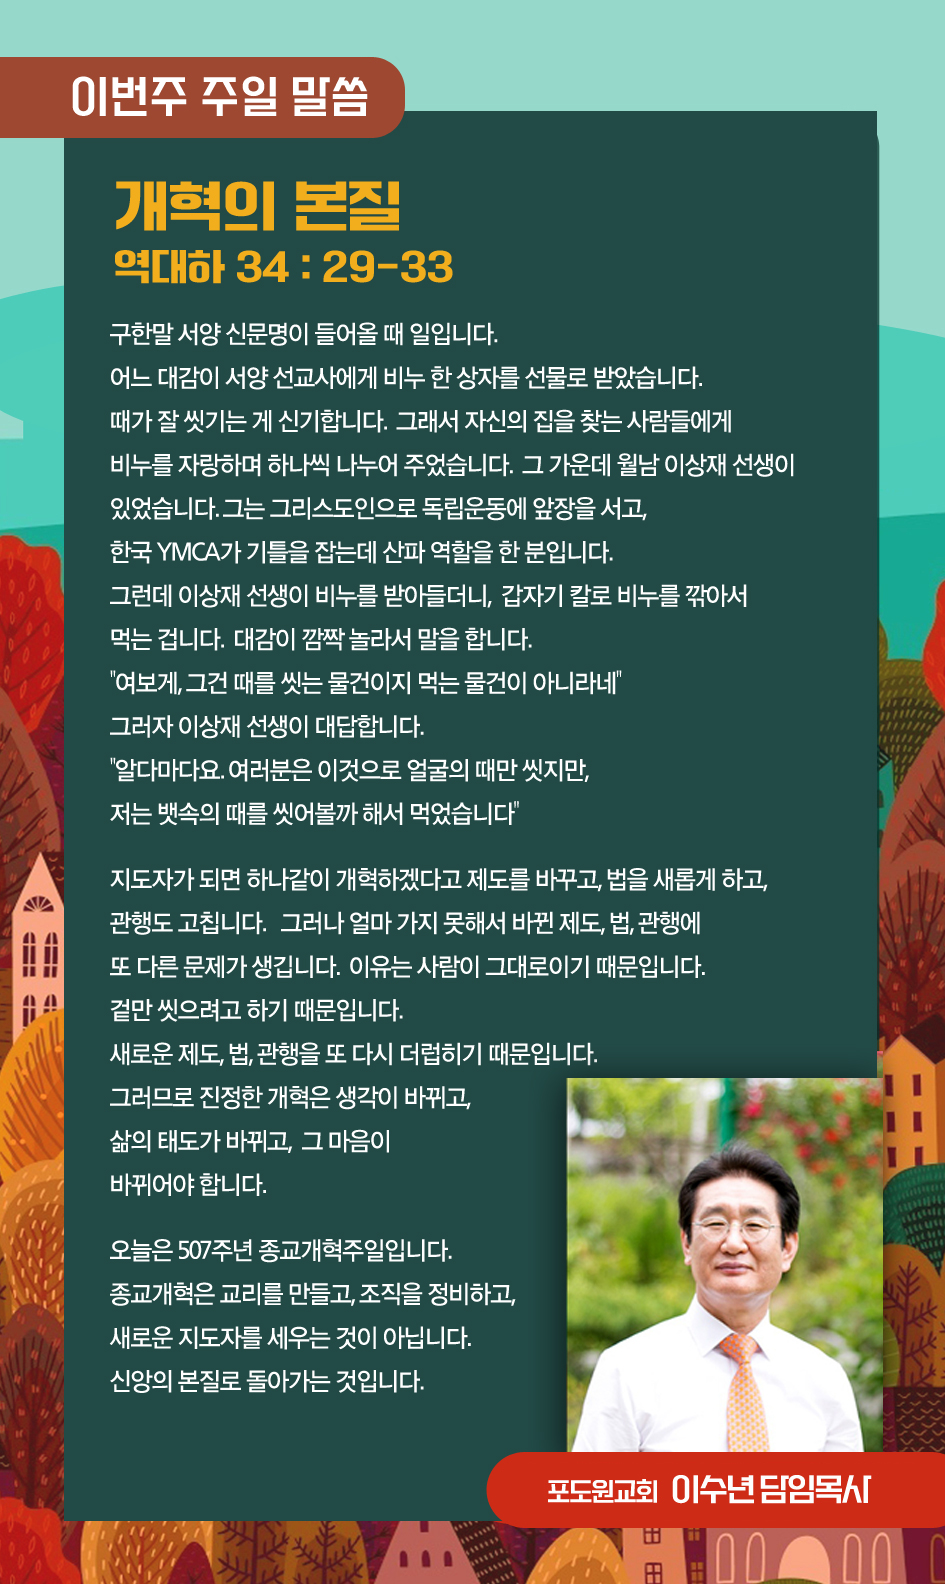 이번주 주일 말씀
개혁의 본질
역대하 34 : 29-33
구한말 서양 신문명이 들어올 때 일입니다.
어느 대감이 서양 선교사에게 비누 한 상자를 선물로 받았습니다.
때가 잘 씻기는 게 신기합니다. 그래서 자신의 집을 찾는 사람들에게
비누를 자랑하며 하나씩 나누어 주었습니다. 그 가운데 월남 이상재 선생이
있었습니다. 그는 그리스도인으로 독립운동에 앞장을 서고,
한국 YMCA가 기틀을 잡는데 산파 역할을 한 분입니다.
그런데 이상재 선생이 비누를 받아들더니, 갑자기 칼로 비누를 깎아서
먹는 겁니다. 대감이 깜짝 놀라서 말을 합니다.
"여보게, 그건 때를 씻는 물건이지 먹는 물건이 아니라네"
그러자 이상재 선생이 대답합니다.
"알다마다요. 여러분은 이것으로 얼굴의 때만 씻지만,
저는 뱃속의 때를 씻어볼까 해서 먹었습니다"
지도자가 되면 하나같이 개혁하겠다고 제도를 바꾸고, 법을 새롭게 하고,
관행도 고칩니다. 그러나 얼마 가지 못해서 바뀐 제도, 법, 관행에
또 다른 문제가 생깁니다. 이유는 사람이 그대로이기 때문입니다.
겉만 씻으려고 하기 때문입니다.
새로운 제도, 법, 관행을 또 다시 더럽히기 때문입니다.
그러므로 진정한 개혁은 생각이 바뀌고,
삶의 태도가 바뀌고, 그 마음이
바뀌어야 합니다.
오늘은 507주년 종교개혁주일입니다.
종교개혁은 교리를 만들고, 조직을 정비하고,
새로운 지도자를 세우는 것이 아닙니다.
신앙의 본질로 돌아가는 것입니다.
포도원교회 이수년 담임목사